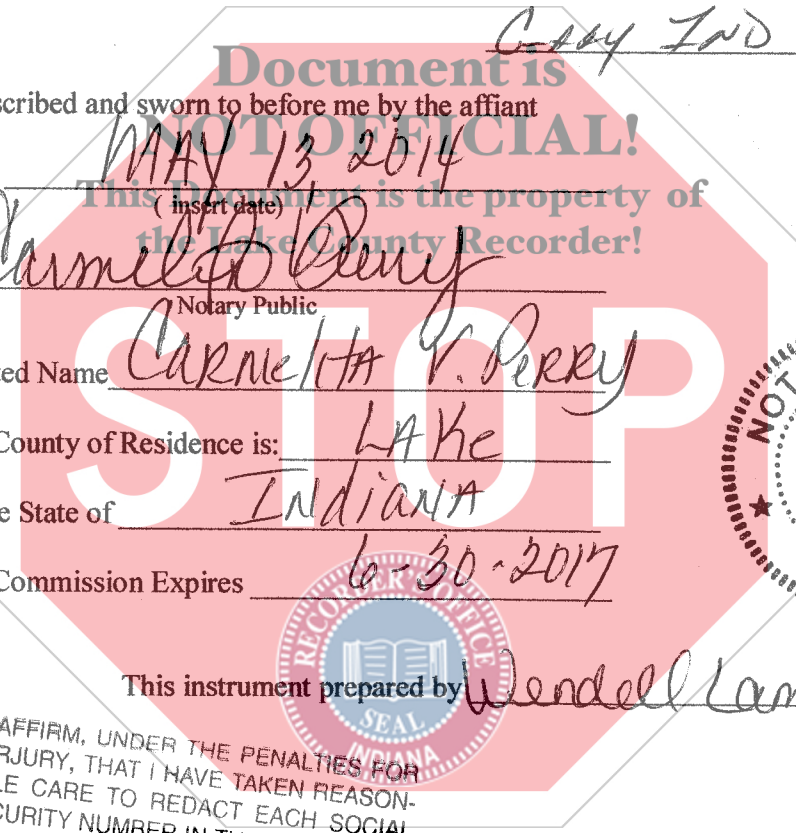 Gary IND
scribed and sworn to before me by the affiant
MAY 13 2014
( insert date)
Notary Public
ted Name CARMelitA V. PeRRy
County of Residence is: LAKe
e State of INdiANA
Commission Expires 6-30-2017
This instrument prepared by Wendell Lam
AFFIRM, UNDER THE PENALTIES FOR
RJURY, THAT I HAVE TAKEN REASON-
LE CARE TO REDACT EACH SOCIAL
CURITY NUMBER IN TH
Document is
NOT OFFICIAL!
This Document is the property of
the Lake County Recorder!
STOP
RECORDER'S OFFICE
SEAL
INDIANA
NOT